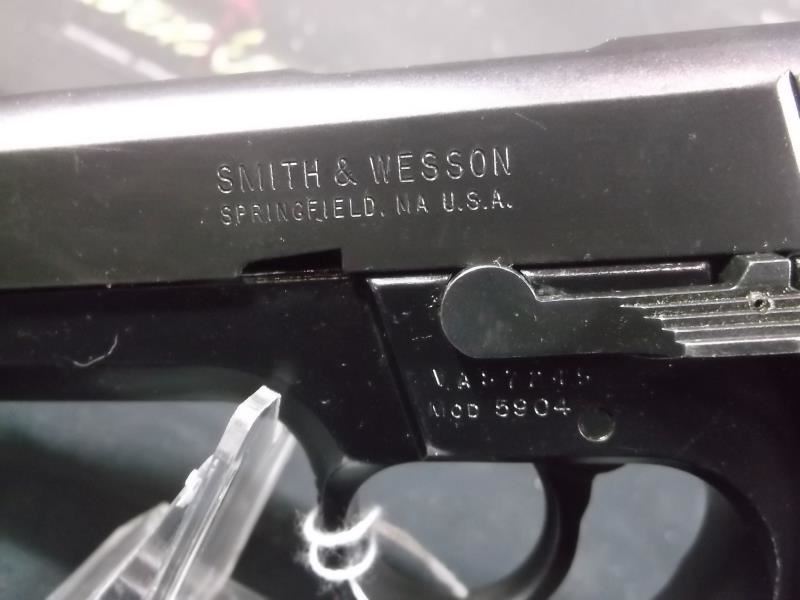 SMITH & WESSON
SPRINGFIELD, MA U.S.A.
MOD 5904